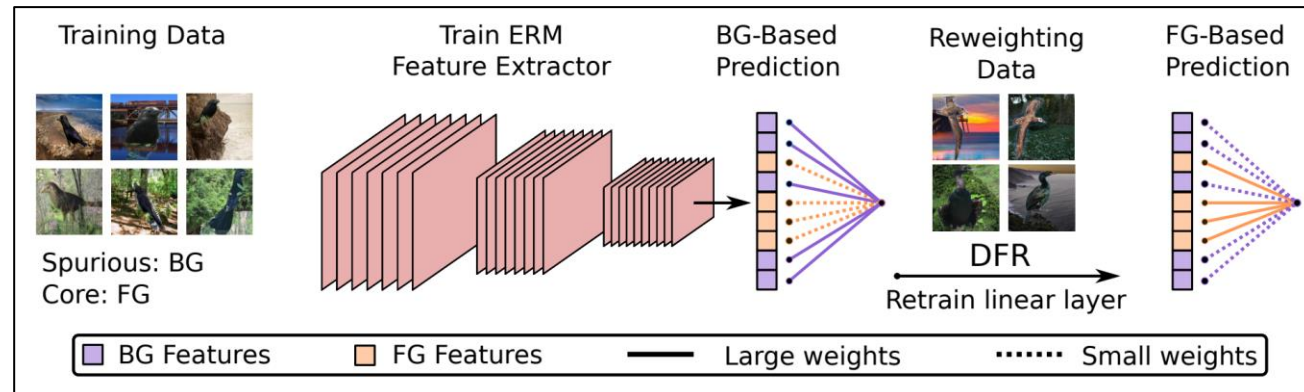 Training Data
Spurious: BG
Core: FG
Train ERM
Feature Extractor
BG-Based
Prediction
Reweighting
Data
DFR
Retrain linear layer
FG-Based
Prediction
BG Features
FG Features
Large weights
Small weights